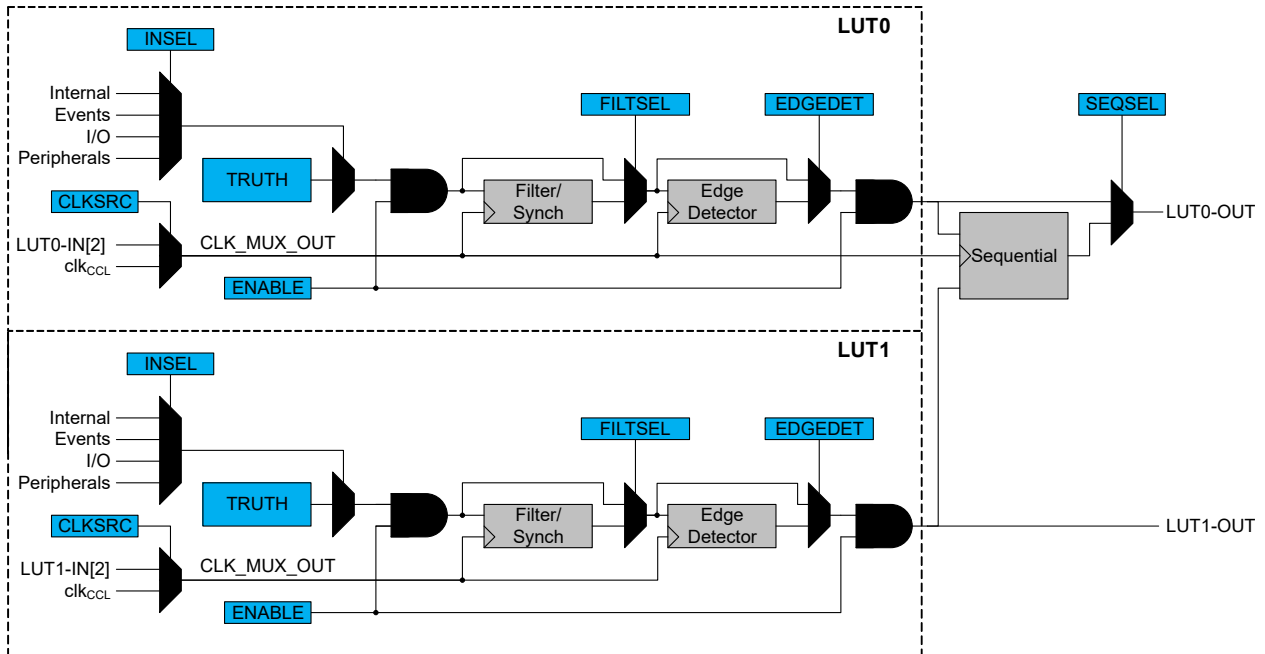 LUT0
INSEL
Internal
Events
I/O
Peripherals
FILTSEL
EDGEDET
SEQSEL
TRUTH
Filter/
Synch
Edge
Detector
CLKSRC
LUT0-IN[2]
clkCCL
CLK_MUX_OUT
ENABLE
Sequential
LUT0-OUT
LUT1
INSEL
Internal
Events
I/O
Peripherals
FILTSEL
EDGEDET
TRUTH
Filter/
Synch
Edge
Detector
CLKSRC
LUT1-IN[2]
clkCCL
CLK_MUX_OUT
ENABLE
LUT1-OUT